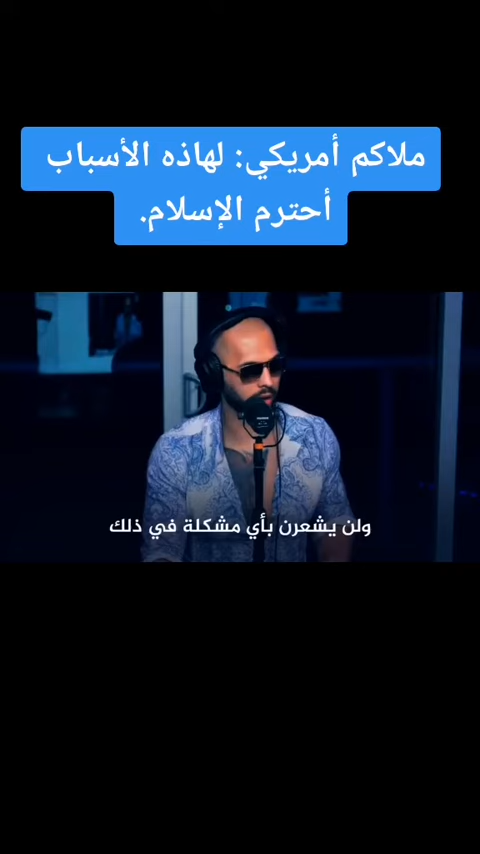 ملاكم أمريكي: لهاذه الأسباب
أحترم الإسلام.
ولن يشعرن بأي مشكلة في ذلك